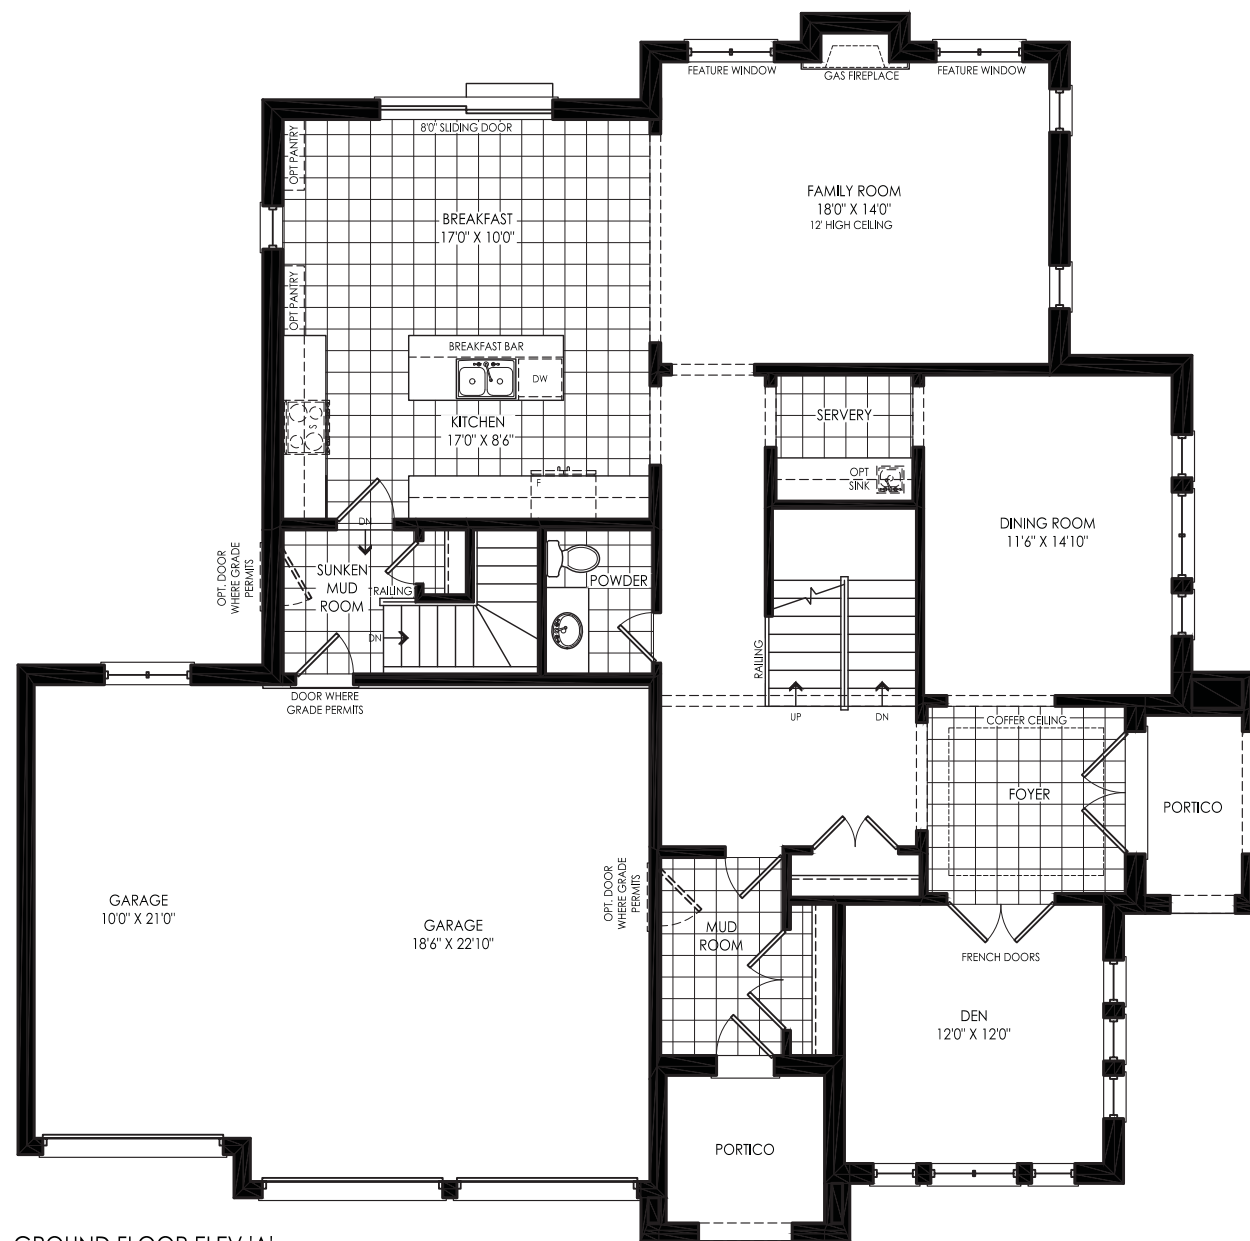 FEATURE WINDOW
GAS FIREPLACE
FEATURE WINDOW
8'0" SLIDING DOOR
OPT PANTRY
FAMILY ROOM
18'0" X 14'0"
12' HIGH CEILING
BREAKFAST
17'0" X 10'0"
OPT PANTRY
BREAKFAST BAR
DW
S
KITCHEN
17'0" X 8'6"
SERVERY
OPT
SINK
F
DN
DINING ROOM
11'6" X 14'10"
OPT. DOOR
WHERE GRADE
PERMITS
SUNKEN
MUD
ROOM
RAILING
POWDER
DN
RAILING
DOOR WHERE
GRADE PERMITS
UP
DN
COFFER CEILING
FOYER
PORTICO
OPT. DOOR
WHERE GRADE
PERMITS
GARAGE
10'0" X 21'0"
GARAGE
18'6" X 22'10"
MUD
ROOM
FRENCH DOORS
DEN
12'0" X 12'0"
PORTICO
GROUND FLOOR ELEV 'A'